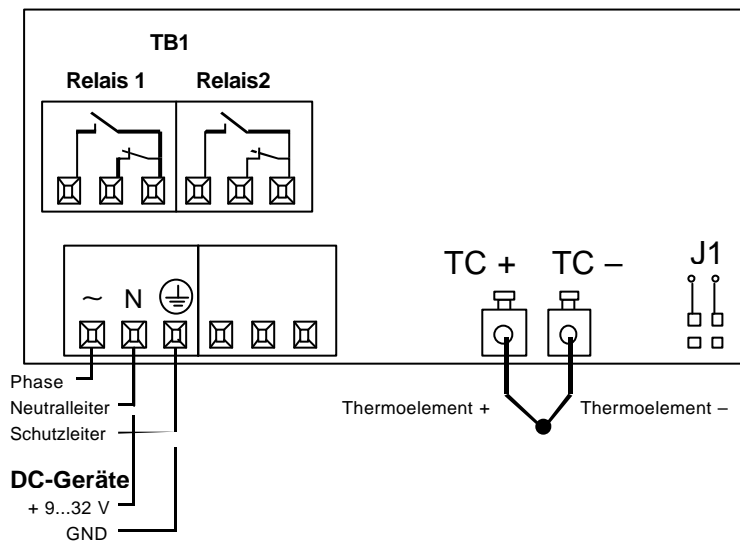 TB1
Relais 1 Relais2
TC + TC – J1
~ N
Phase
Neutralleiter
Schutzleiter
Thermoelement + Thermoelement –
DC-Geräte
+ 9...32 V
GND